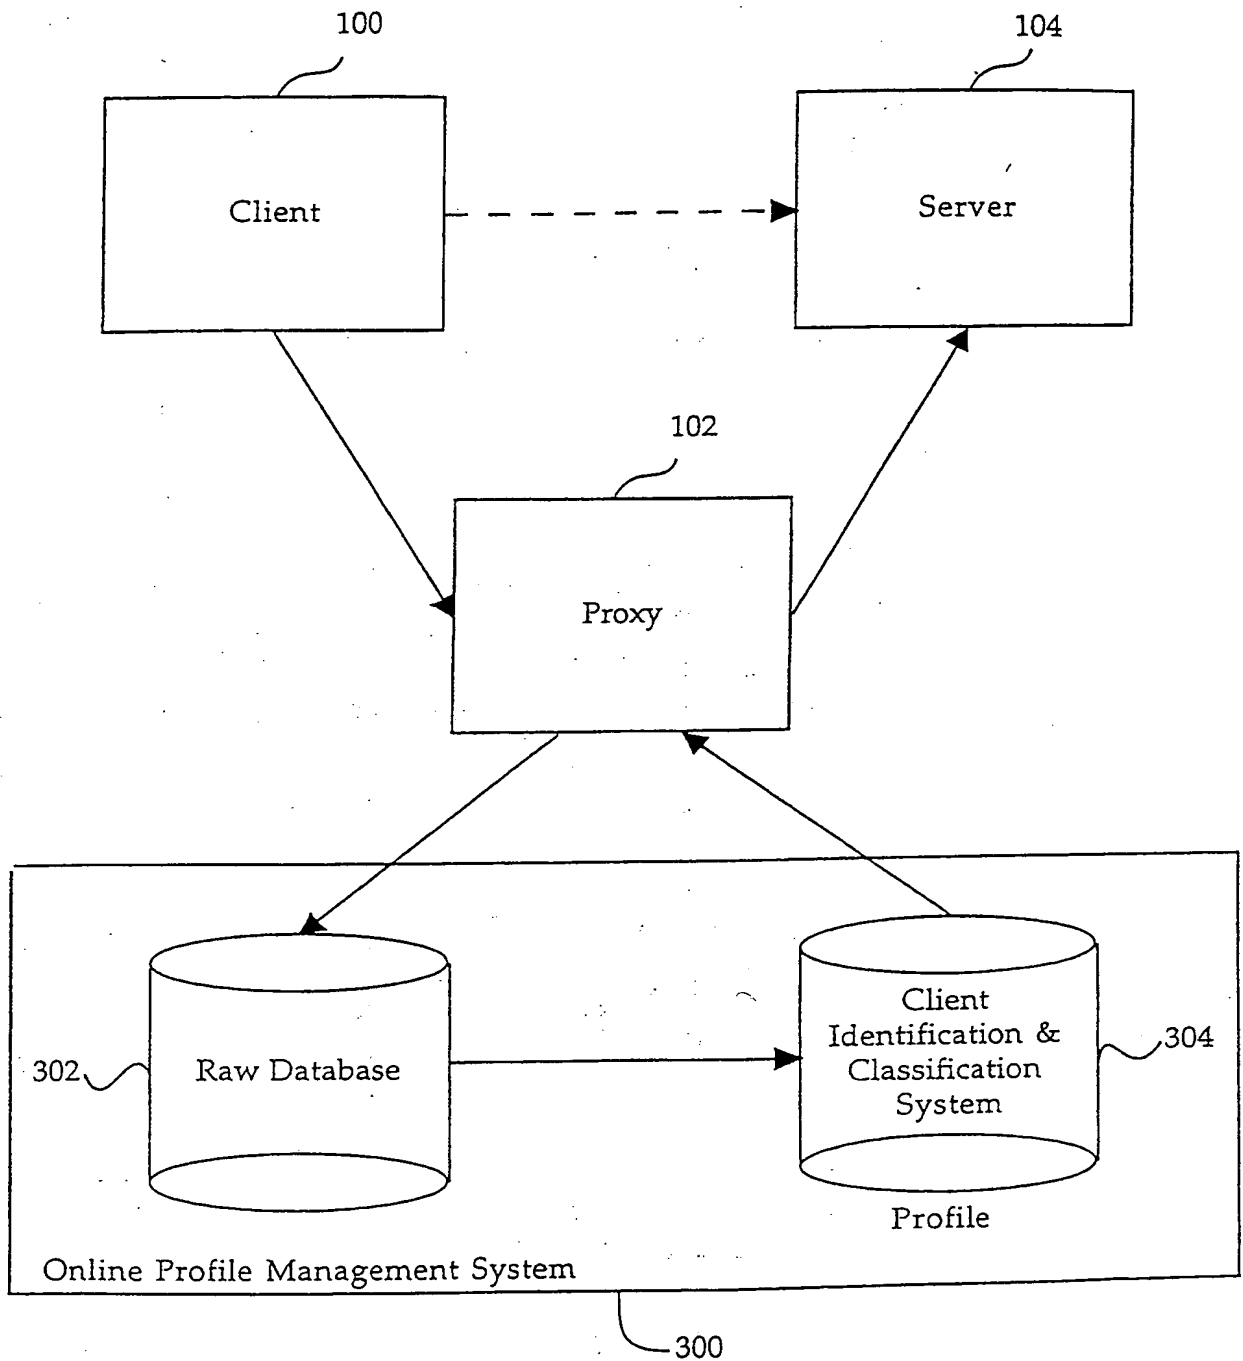 100
104
Client
Server
102
Proxy
Client
Identification &
Classification
System
302
Raw Database
304
Profile
Online Profile Management System
300